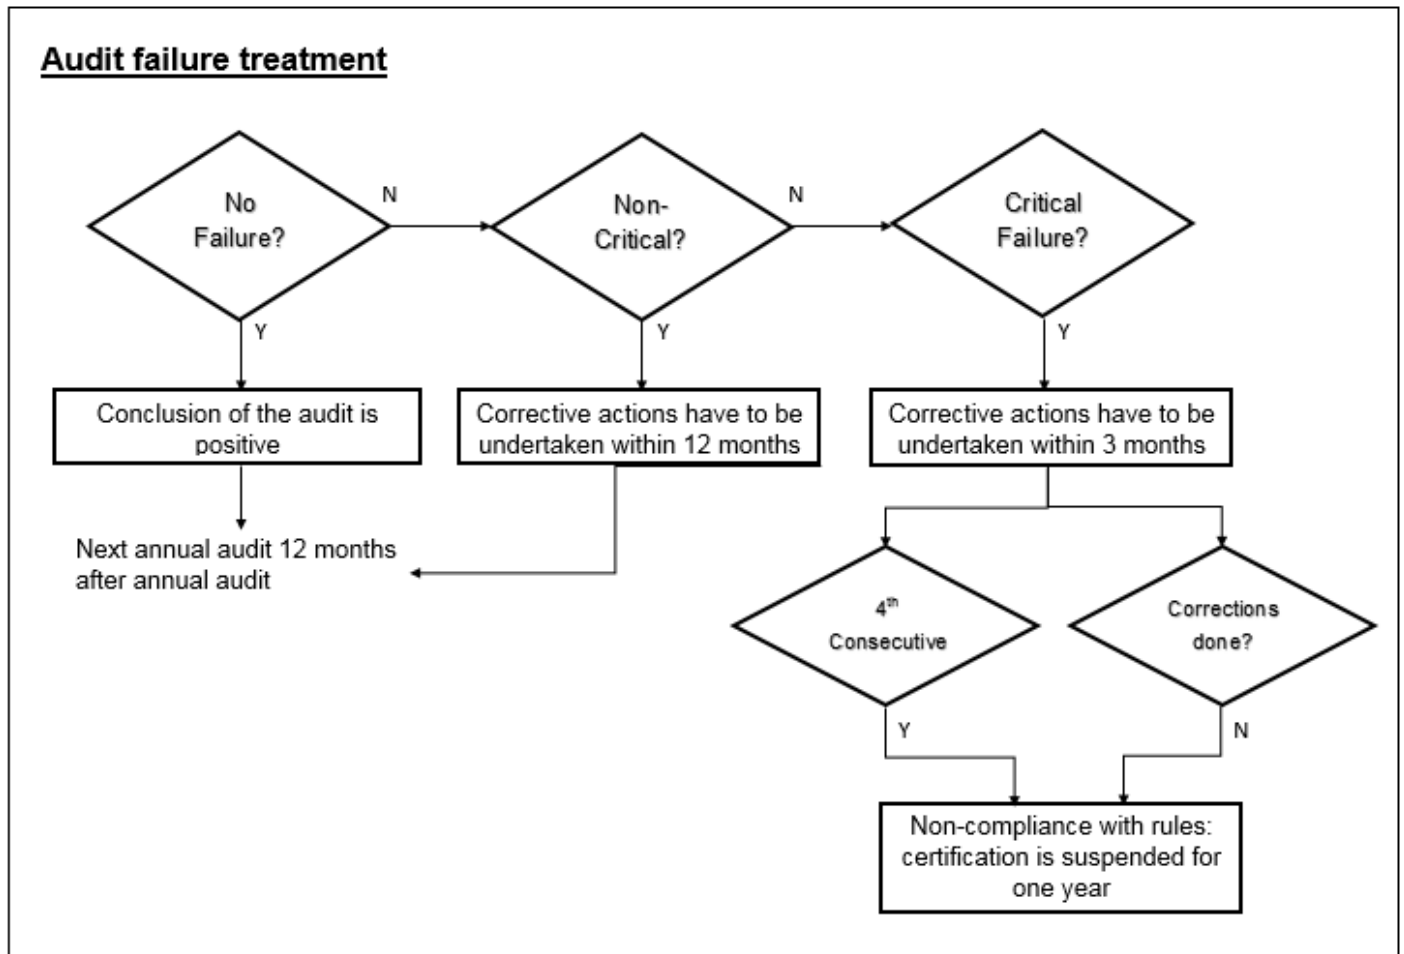 Audit failure treatment
No
Failure?
N
Non-
Critical?
N
Critical
Failure?
Y
Y
Y
Conclusion of the audit is
positive
Corrective actions have to be
undertaken within 12 months
Corrective actions have to be
undertaken within 3 months
Next annual audit 12 months
after annual audit
4th
Consecutive
Corrections
done?
Y
N
Non-compliance with rules:
certification is suspended for
one year